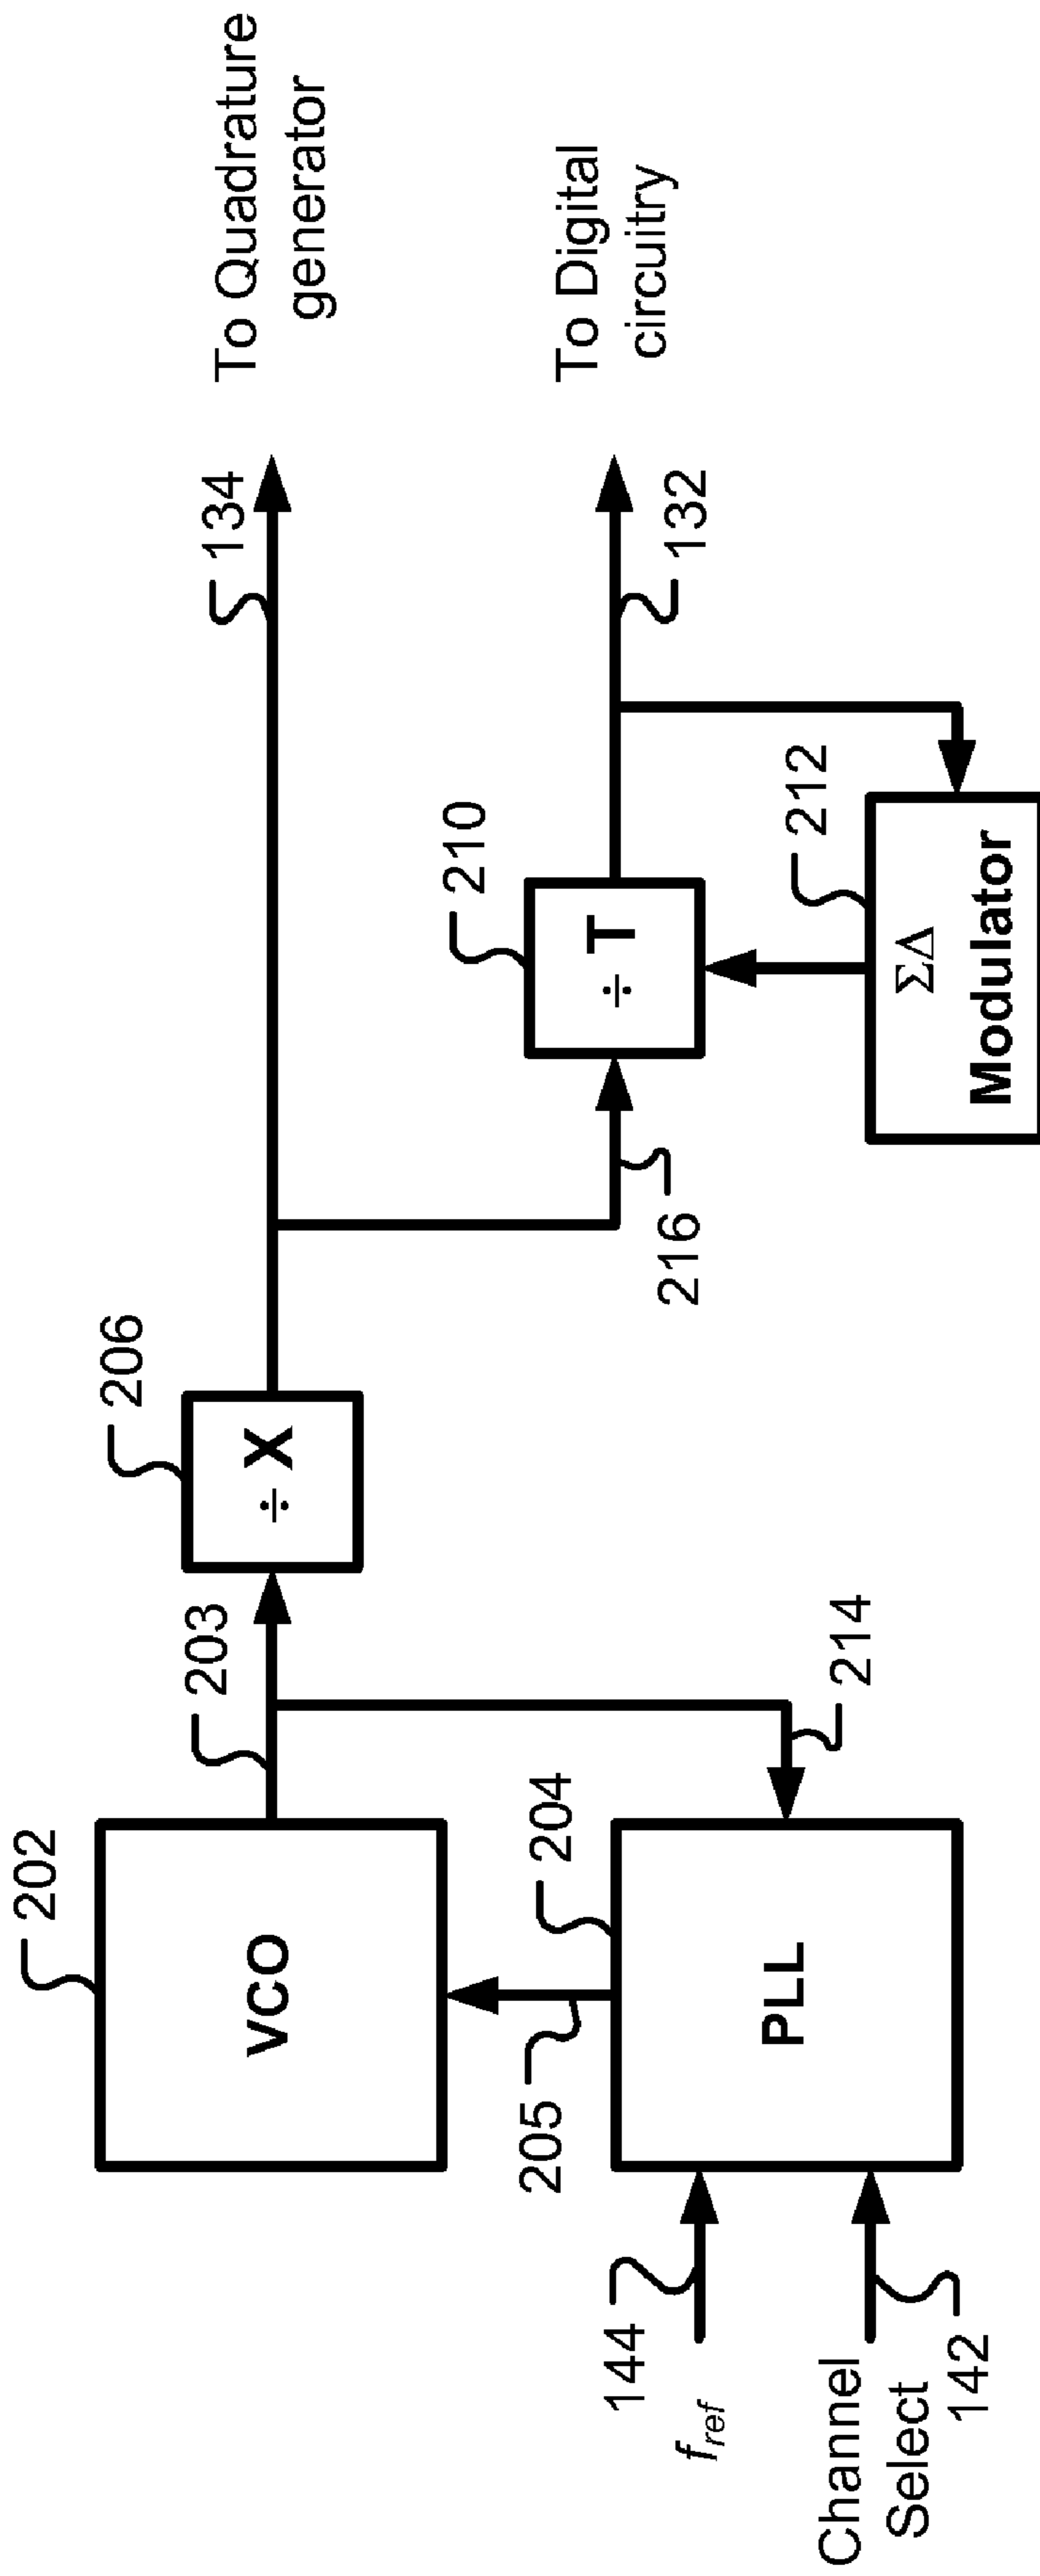 202
VCO
203
206
÷ X
134
To Quadrature
generator
205
204
214
216
210
÷ T
132
To Digital
circuitry
144
f_ref
PLL
212
ΣΔ
Modulator
Channel
Select
142